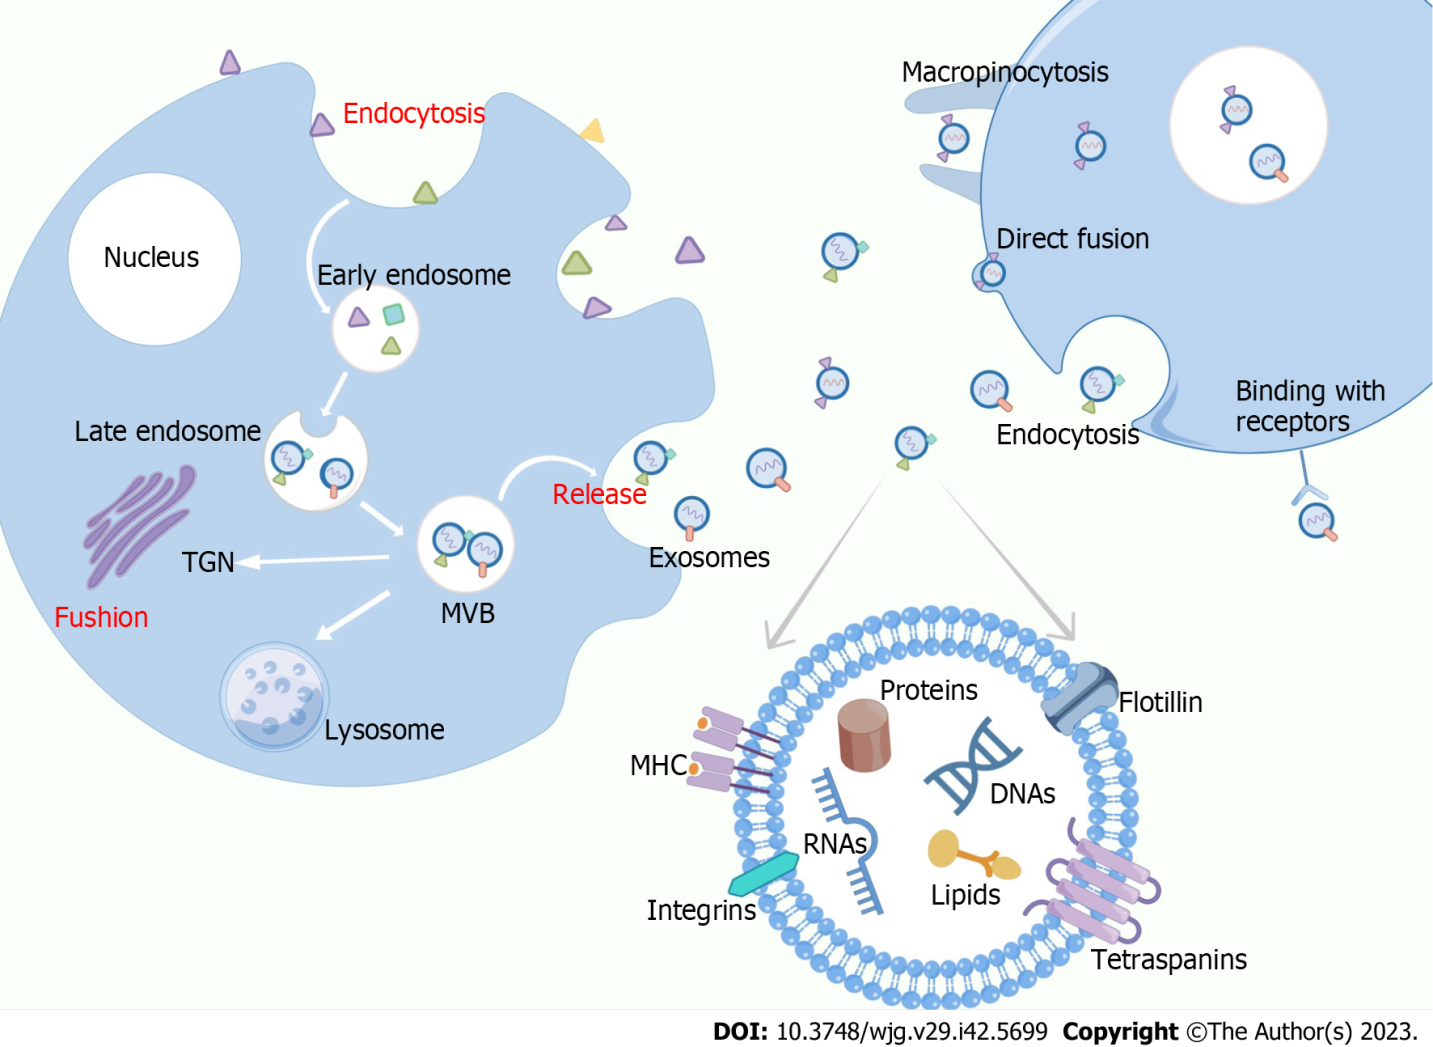 Macropinocytosis
Endocytosis
Nucleus
Early endosome
Direct fusion
Late endosome
Binding with
receptors
Endocytosis
Release
Exosomes
TGN
Fushion
MVB
Lysosome
Proteins
Flotillin
MHC
DNAs
RNAs
Lipids
Integrins
Tetraspanins
DOI: 10.3748/wjg.v29.i42.5699 Copyright ©The Author(s) 2023.